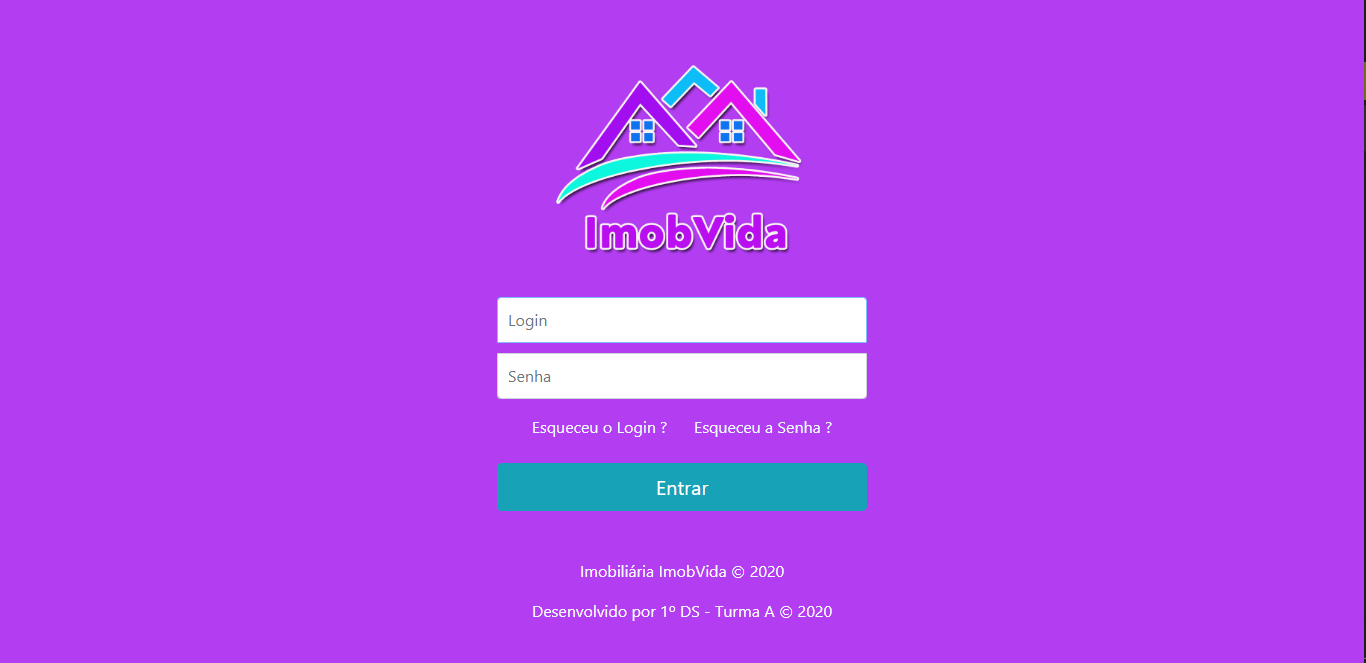 ImobVida
Login
Senha
Esqueceu o Login ? Esqueceu a Senha ?
Entrar
Imobiliária ImobVida © 2020
Desenvolvido por 1º DS - Turma A © 2020